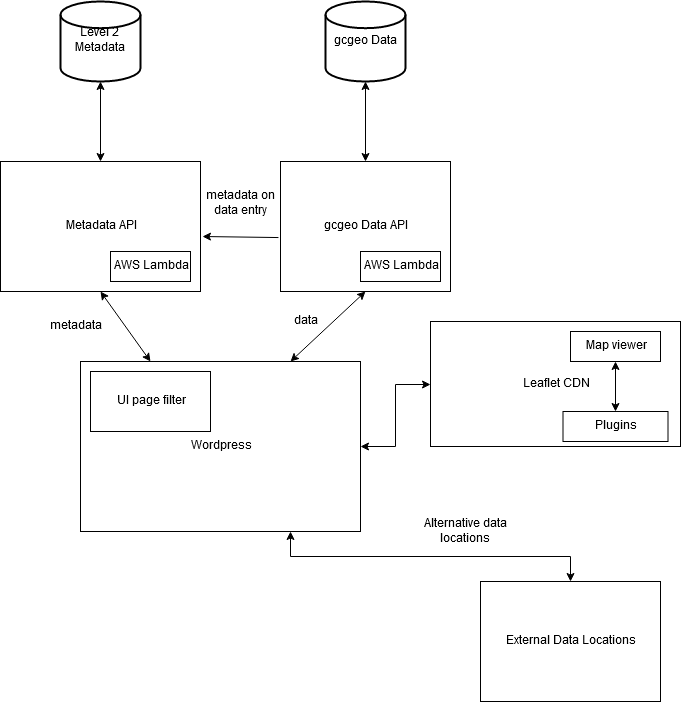 Level 2
Metadata
gcgeo Data
metadata on
data entry
Metadata API
gcgeo Data API
AWS Lambda
AWS Lambda
metadata
data
Map viewer
Leaflet CDN
UI page filter
Plugins
Wordpress
Alternative data
locations
External Data Locations